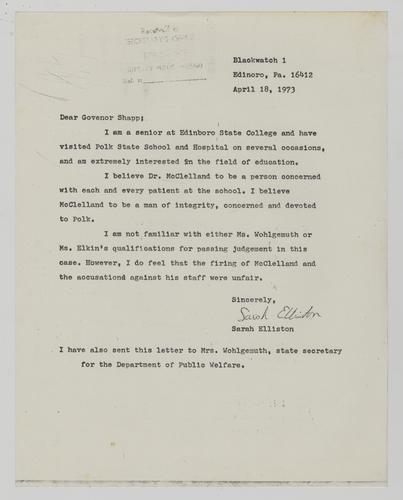 Blackwatch 1
Edinoro, Pa. 16412
April 18, 1973
Dear Govenor Shapp;
I am a senior at Edinboro State College and have
visited Polk State School and Hospital on several occasions,
and am extremely interested in the field of education.
I believe Dr. McClelland to be a person concerned
with each and every patient at the school. I believe
McClelland to be a man of integrity, concerned and devoted
to Polk.
I am not familiar with either Ms. Wohlgemuth or
Ms. Elkin's qualifications for passing judgement in this
case. However, I do feel that the firing of McClelland and
the accusations against his staff were unfair.
Sincerely,
Sarah Elliston
Sarah Elliston
I have also sent this letter to Mrs. Wohlgemuth, state secretary
for the Department of Public Welfare.